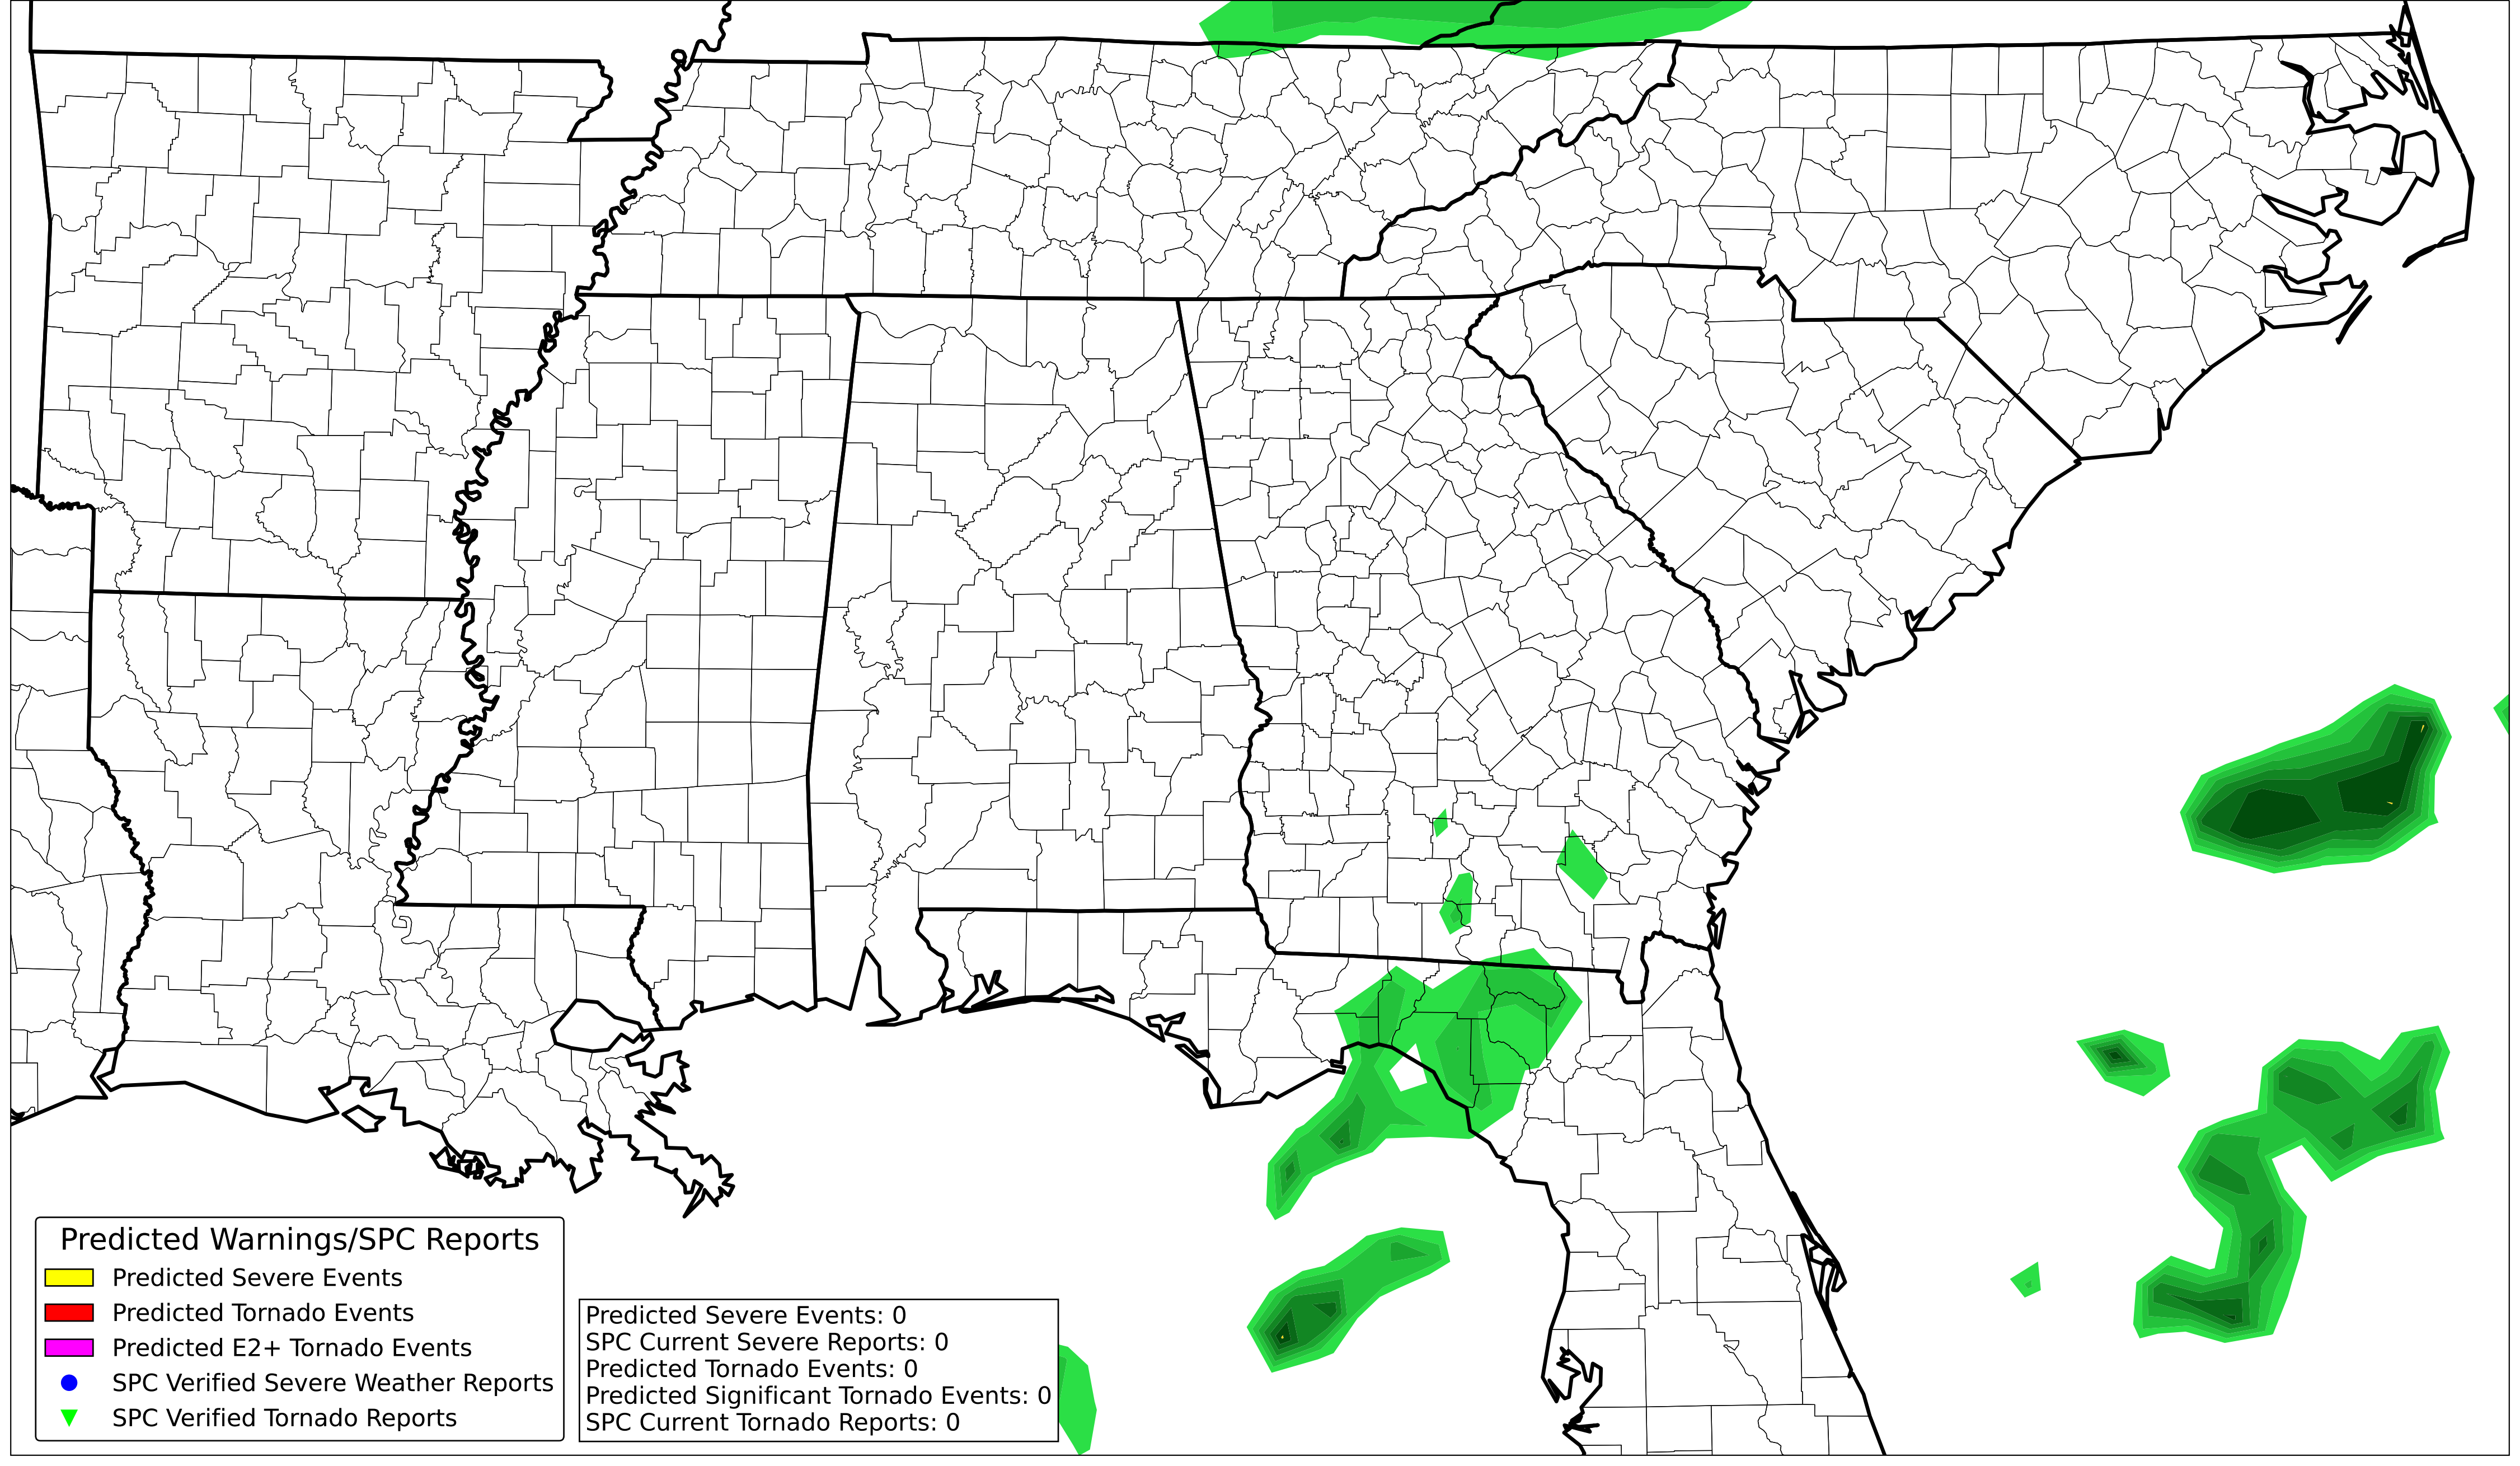 Predicted Warnings/SPC Reports
Predicted Severe Events
Predicted Tornado Events
Predicted E2+ Tornado Events
SPC Verified Severe Weather Reports
SPC Verified Tornado Reports
Predicted Severe Events: 0
SPC Current Severe Reports: 0
Predicted Tornado Events: 0
Predicted Significant Tornado Events: 0
SPC Current Tornado Reports: 0